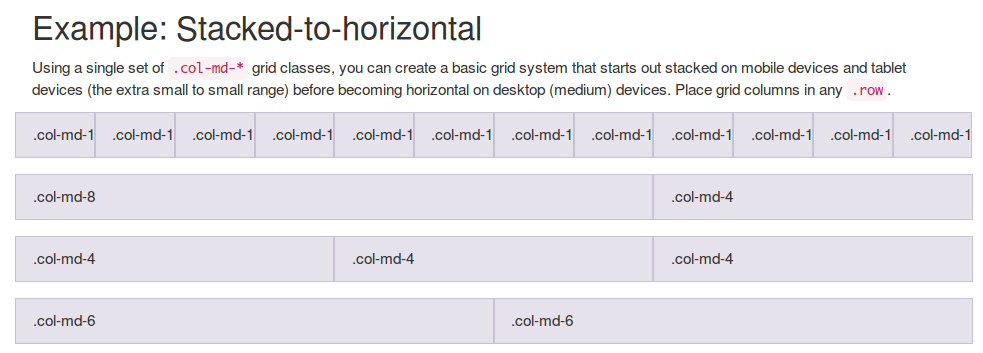 Example: Stacked-to-horizontal
Using a single set of .col-md-* grid classes, you can create a basic grid system that starts out stacked on mobile devices and tablet
devices (the extra small to small range) before becoming horizontal on desktop (medium) devices. Place grid columns in any .row.
.col-md-1 .col-md-1 .col-md-1 .col-md-1 .col-md-1 .col-md-1 .col-md-1 .col-md-1 .col-md-1 .col-md-1 .col-md-1 .col-md-1
.col-md-8 .col-md-4
.col-md-4 .col-md-4 .col-md-4
.col-md-6 .col-md-6